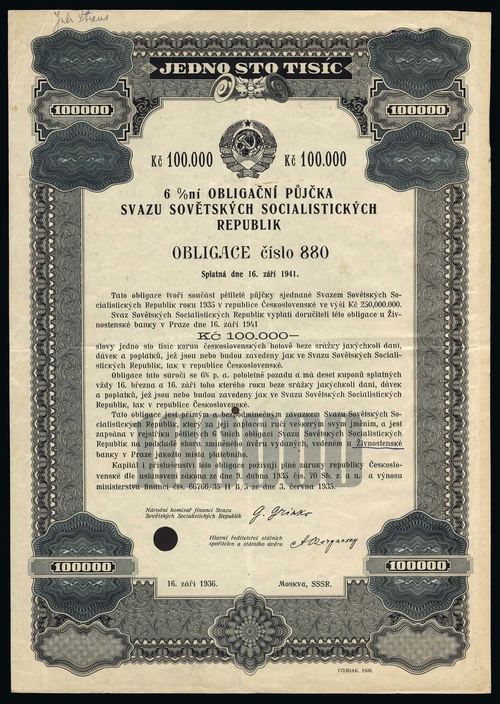 JEDNO STO TISÍC
100000
100000
Kč 100.000 Kč 100.000
6 %ní OBLIGAČNÍ PŮJČKA
SVAZU SOVĚTSKÝCH SOCIALISTICKÝCH
REPUBLIK
OBLIGACE číslo 880
Splatná dne 16. září 1941.
Tato obligace tvoří součást pětileté půjčky sjednané Svazem Sovětských So-
cialistických Republik roku 1935 v republice Československé ve výši Kč 250,000.000.
Svaz Sovětských Socialistických Republik vyplatí doručiteli této obligace u Živ-
nostenské banky v Praze dne 16. září 1941
Kč 100.000—
slovy jedno sto tisíc korun československých hotově beze srážky jakýchkoli daní,
dávek a poplatků, jež jsou nebo budou zavedeny jak ve Svazu Sovětských Sociali-
stických Republik, tak v republice Československé.
Obligace tato súročí se 6% p. a. pololetně pozadu a má deset kuponů splatných
vždy 16. března a 16. září toho kterého roku beze srážky jakýchkoli daní, dávek
a poplatků, jež jsou nebo budou zavedeny jak ve Svazu Sovětských Socialistických
Republik, tak v republice Československé.
Tato obligace je přímým a bezpodmínečným závazkem Svazu Sovětských So-
cialistických Republik, který za její zaplacení ručí veškerým svým jměním, a jest
zapsána v rejstříku pětiletých 6%ních obligací Svazu Sovětských Socialistických
Republik na podkladě shora zmíněného úvěru vydaných, vedeném u Živnostenské
banky v Praze jakožto místa platebního.
Kapitál i příslušenství této obligace požívají plné záruky republiky Českoslo-
venské dle ustanovení zákona ze 9. dubna 1935 čís. 70 Sb. z. a n. a výnosu
ministerstva financí čís. 66766/35 II B/5 ze dne 3. června 1935.
Národní komisař financí Svazu
Sovětských Socialistických Republik
Hlavní ředitelství státních
spořitelen a státního úvěru
100000
100000
16. září 1936. Moskva, SSSR.
ГОЗНАК. 1936.